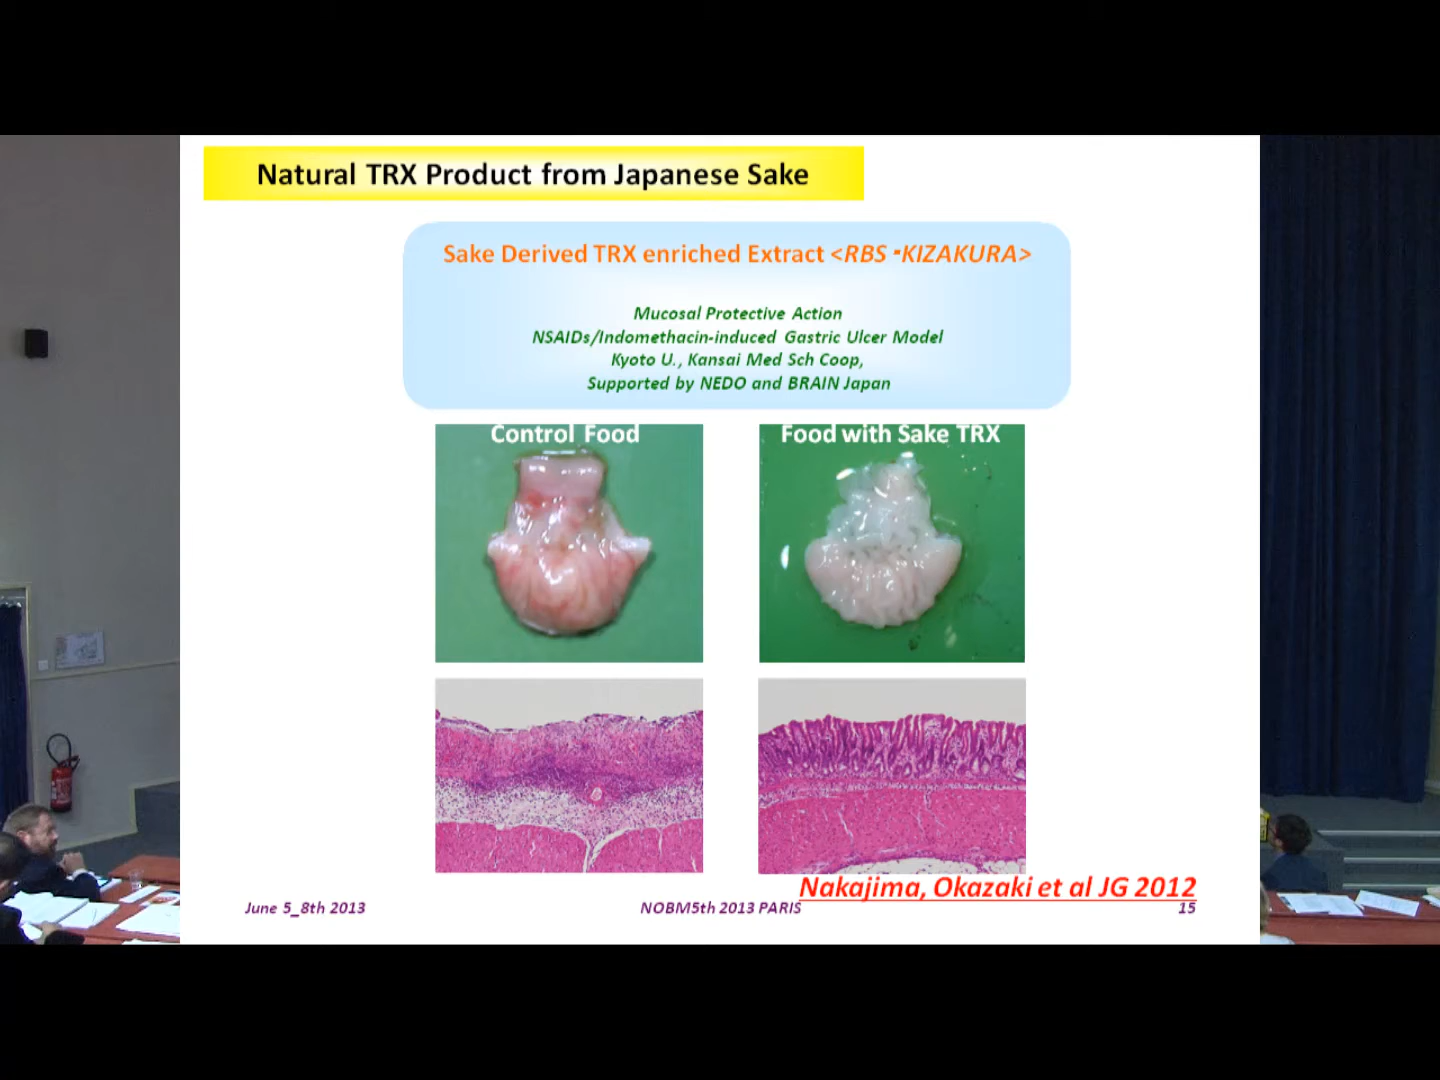 Natural TRX Product from Japanese Sake
Sake Derived TRX enriched Extract <RBS ･KIZAKURA>
Mucosal Protective Action
NSAIDs/Indomethacin-induced Gastric Ulcer Model
Kyoto U., Kansai Med Sch Coop,
Supported by NEDO and BRAIN Japan
Control Food
Food with Sake TRX
Nakajima, Okazaki et al JG 2012
June 5_8th 2013
NOBM5th 2013 PARIS
15